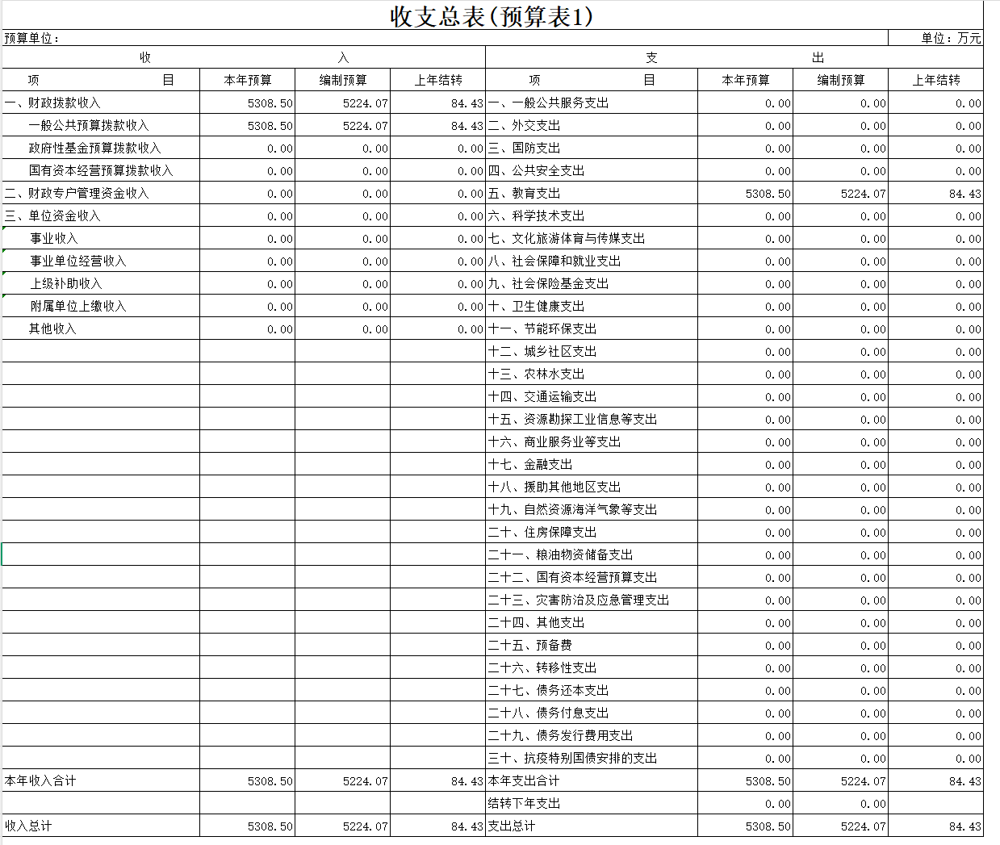 收支总表(预算表1)
预算单位： 单位：万元
收 入 支 出
项 目 本年预算 编制预算 上年结转 项 目 本年预算 编制预算 上年结转
一、财政拨款收入 5308.50 5224.07 84.43 一、一般公共服务支出 0.00 0.00 0.00
一般公共预算拨款收入 5308.50 5224.07 84.43 二、外交支出 0.00 0.00 0.00
政府性基金预算拨款收入 0.00 0.00 0.00 三、国防支出 0.00 0.00 0.00
国有资本经营预算拨款收入 0.00 0.00 0.00 四、公共安全支出 0.00 0.00 0.00
二、财政专户管理资金收入 0.00 0.00 0.00 五、教育支出 5308.50 5224.07 84.43
三、单位资金收入 0.00 0.00 0.00 六、科学技术支出 0.00 0.00 0.00
事业收入 0.00 0.00 0.00 七、文化旅游体育与传媒支出 0.00 0.00 0.00
事业单位经营收入 0.00 0.00 0.00 八、社会保障和就业支出 0.00 0.00 0.00
上级补助收入 0.00 0.00 0.00 九、社会保险基金支出 0.00 0.00 0.00
附属单位上缴收入 0.00 0.00 0.00 十、卫生健康支出 0.00 0.00 0.00
其他收入 0.00 0.00 0.00 十一、节能环保支出 0.00 0.00 0.00
十二、城乡社区支出 0.00 0.00 0.00
十三、农林水支出 0.00 0.00 0.00
十四、交通运输支出 0.00 0.00 0.00
十五、资源勘探工业信息等支出 0.00 0.00 0.00
十六、商业服务业等支出 0.00 0.00 0.00
十七、金融支出 0.00 0.00 0.00
十八、援助其他地区支出 0.00 0.00 0.00
十九、自然资源海洋气象等支出 0.00 0.00 0.00
二十、住房保障支出 0.00 0.00 0.00
二十一、粮油物资储备支出 0.00 0.00 0.00
二十二、国有资本经营预算支出 0.00 0.00 0.00
二十三、灾害防治及应急管理支出 0.00 0.00 0.00
二十四、其他支出 0.00 0.00 0.00
二十五、预备费 0.00 0.00 0.00
二十六、转移性支出 0.00 0.00 0.00
二十七、债务还本支出 0.00 0.00 0.00
二十八、债务付息支出 0.00 0.00 0.00
二十九、债务发行费用支出 0.00 0.00 0.00
三十、抗疫特别国债安排的支出 0.00 0.00 0.00
本年收入合计 5308.50 5224.07 84.43 本年支出合计 5308.50 5224.07 84.43
结转下年支出 0.00 0.00
收入总计 5308.50 5224.07 84.43 支出总计 5308.50 5224.07 84.43